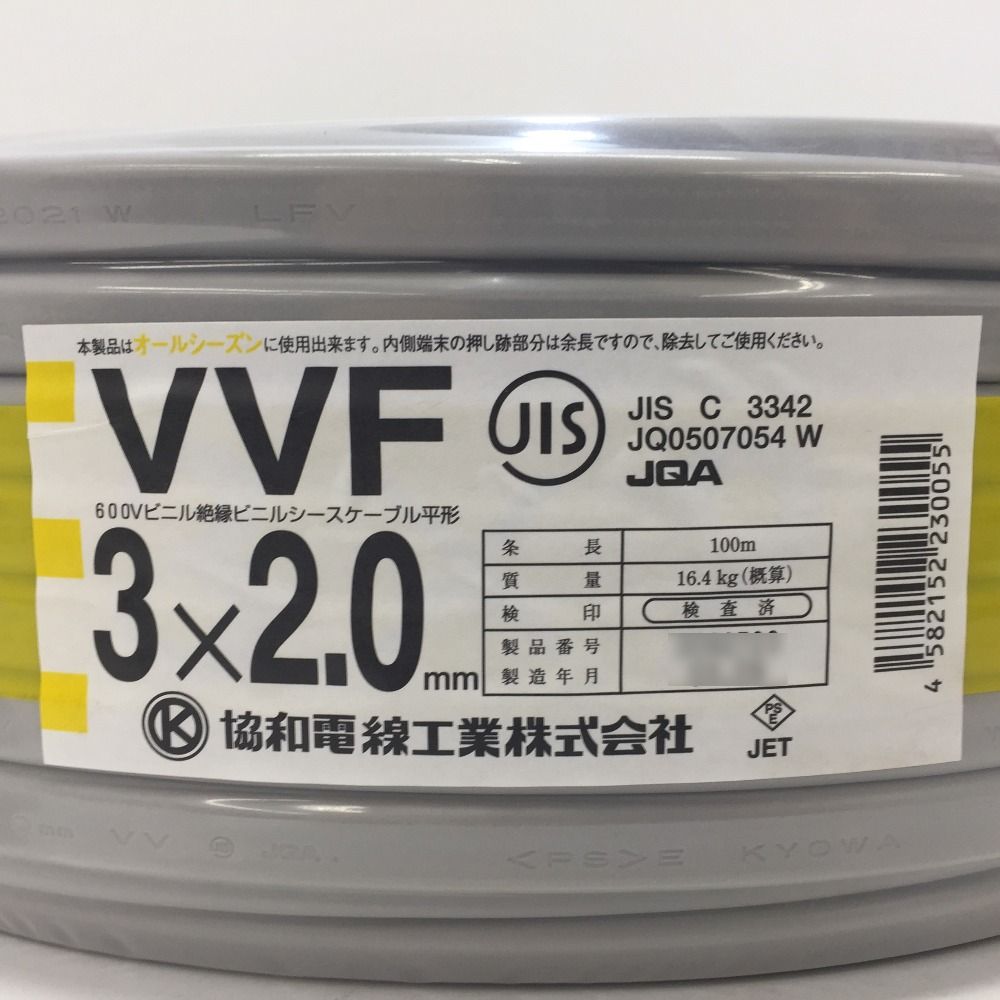 2021 W LFV
本製品はオールシーズンに使用出来ます。内側端末の押し跡部分は余長ですので、除去してご使用ください。
VVF
JIS
JIS C 3342
JQ0507054 W
JQA
600Vビニル絶縁ビニルシースケーブル平形
3×2.0mm
条長 100m
質量 16.4kg(概算)
検印 検査済
製品番号
製造年月
K 協和電線工業株式会社
PS E
JET
4 582152 230055
mm VV JQA. <PS>E KYOWA